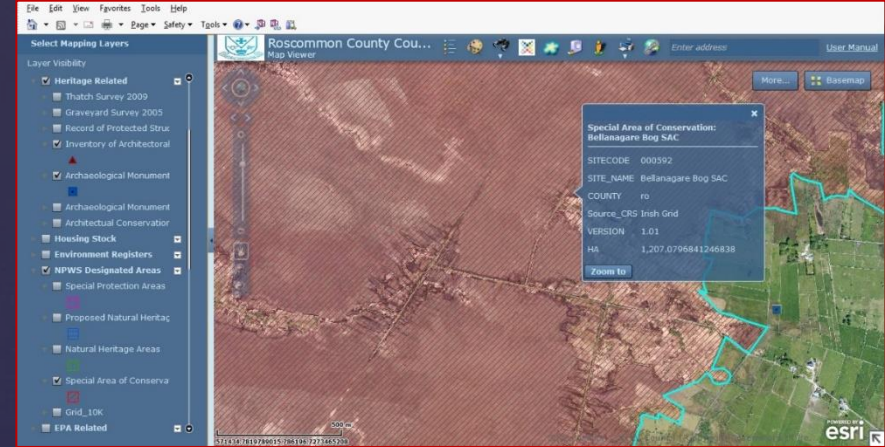 File Edit View Favorites Tools Help
Page Safety Tools
Select Mapping Layers
Layer Visibility
Heritage Related
Thatch Survey 2009
Graveyard Survey 2005
Record of Protected Struc
Inventory of Architectoral
Archaeological Monument
Archaeological Monument
Architectual Conservation
Housing Stock
Environment Registers
NPWS Designated Areas
Special Protection Areas
Proposed Natural Heritag
Natural Heritage Areas
Special Area of Conserva
Grid_10K
EPA Related
Roscommon County Cou...
Map Viewer
Enter address
User Manual
More...
Basemap
Special Area of Conservation:
Bellanagare Bog SAC
SITECODE 000592
SITE_NAME Bellanagare Bog SAC
COUNTY ro
Source_CRS Irish Grid
VERSION 1.01
HA 1,207.0796841246838
Zoom to
500 m
POWERED BY
esri